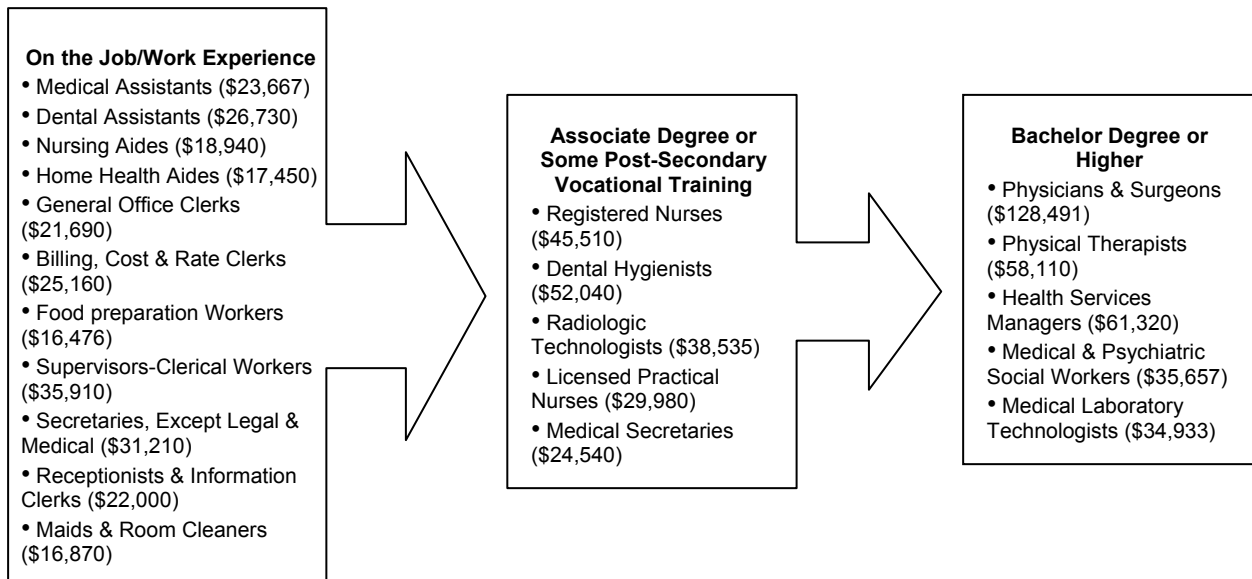 On the Job/Work Experience
• Medical Assistants ($23,667)
• Dental Assistants ($26,730)
• Nursing Aides ($18,940)
• Home Health Aides ($17,450)
• General Office Clerks
($21,690)
• Billing, Cost & Rate Clerks
($25,160)
• Food preparation Workers
($16,476)
• Supervisors-Clerical Workers
($35,910)
• Secretaries, Except Legal &
Medical ($31,210)
• Receptionists & Information
Clerks ($22,000)
• Maids & Room Cleaners
($16,870)
Associate Degree or
Some Post-Secondary
Vocational Training
• Registered Nurses
($45,510)
• Dental Hygienists
($52,040)
• Radiologic
Technologists ($38,535)
• Licensed Practical
Nurses ($29,980)
• Medical Secretaries
($24,540)
Bachelor Degree or
Higher
• Physicians & Surgeons
($128,491)
• Physical Therapists
($58,110)
• Health Services
Managers ($61,320)
• Medical & Psychiatric
Social Workers ($35,657)
• Medical Laboratory
Technologists ($34,933)